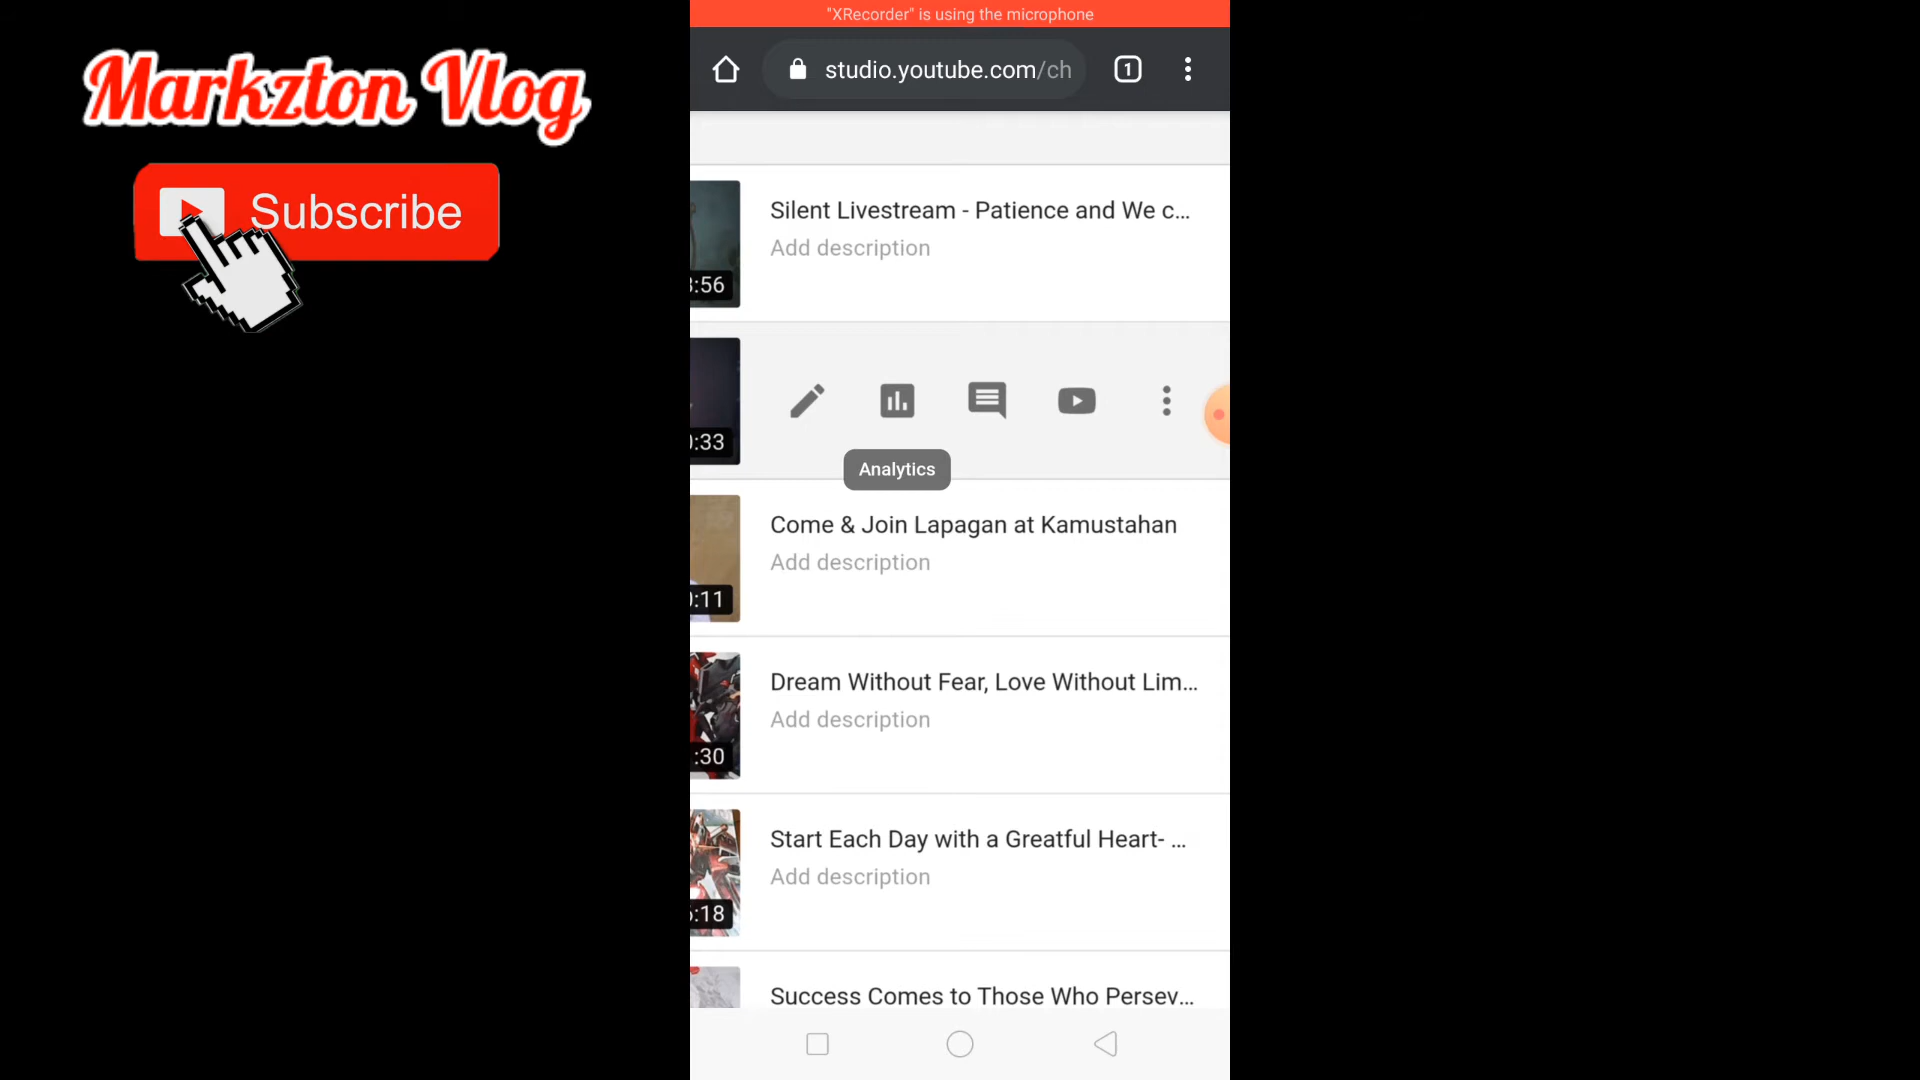 Markzton Vlog
Subscribe
"XRecorder" is using the microphone
studio.youtube.com/ch
1
Silent Livestream - Patience and We c...
Add description
:56
:33
Analytics
Come & Join Lapagan at Kamustahan
Add description
:11
Dream Without Fear, Love Without Lim...
Add description
:30
Start Each Day with a Greatful Heart- ...
Add description
:18
Success Comes to Those Who Persev...